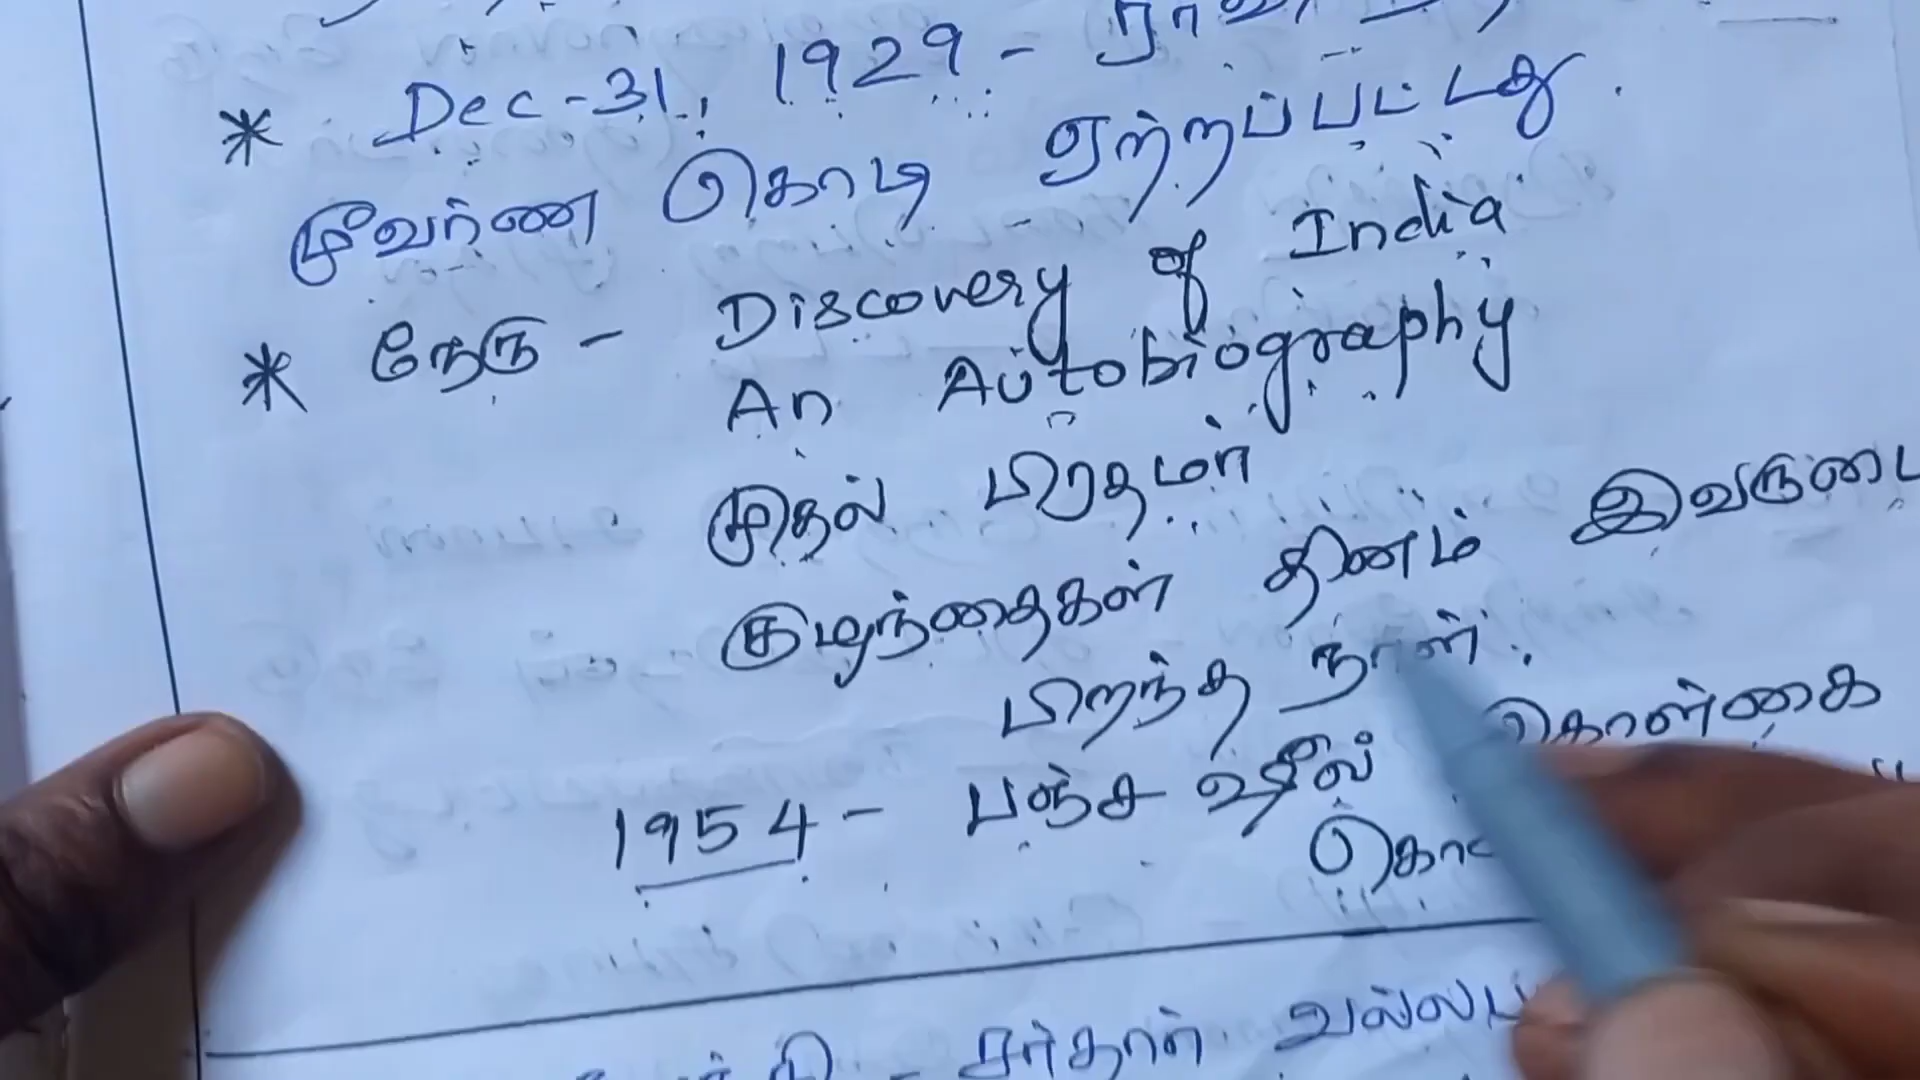 * Dec-31, 1929 - ராவி
மூவர்ண கொடி ஏற்றப்பட்டது.
* நேரு - Discovery of India
An Autobiography
முதல் பிரதமர்
குழந்தைகள் தினம் இவருடை
பிறந்த நாள்.
1954 - பஞ்ச ஷீல் கொள்கை
சர்தார் வல்லப